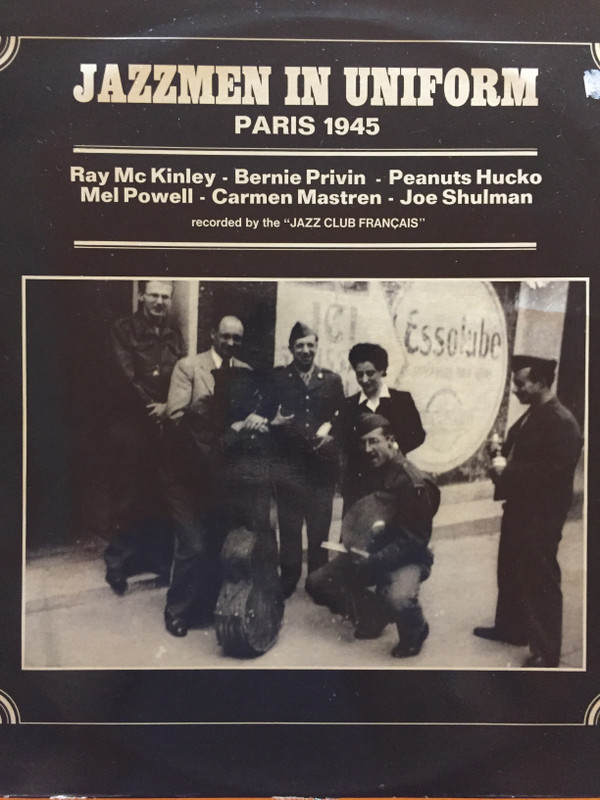 JAZZMEN IN UNIFORM
PARIS 1945
Ray Mc Kinley - Bernie Privin - Peanuts Hucko
Mel Powell - Carmen Mastren - Joe Shulman
recorded by the “JAZZ CLUB FRANÇAIS”
ICI
Essolube